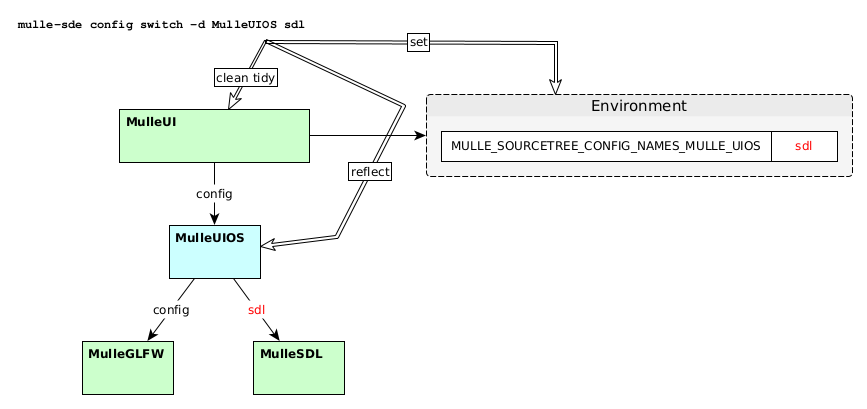 mulle-sde config switch -d MulleUIOS sdl
set
clean tidy
Environment
MulleUI
MULLE_SOURCETREE_CONFIG_NAMES_MULLE_UIOS sdl
reflect
config
MulleUIOS
config sdl
MulleGLFW MulleSDL